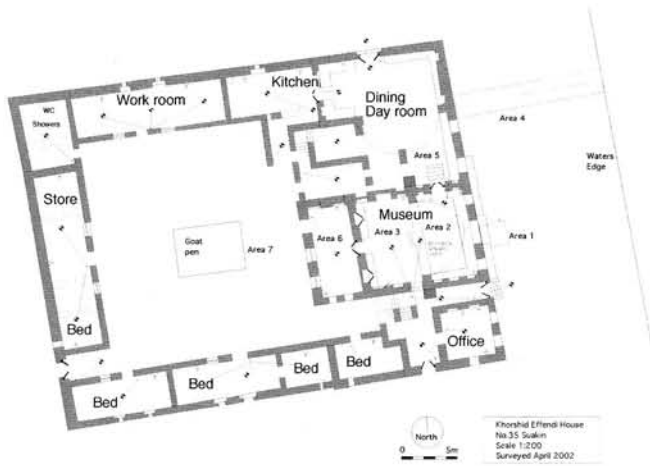 Kitchen
Work room
WC
Showers
Dining
Day room
Area 4
Area 5
Waters
Edge
Store
Museum
Area 6
Area 3
Area 2
Area 1
Goat
pen
Area 7
Bed
Office
Bed
Bed
Bed
Bed
North
0 5m
Khorshid Effendi House
No.35 Suakin
Scale 1:200
Surveyed April 2002